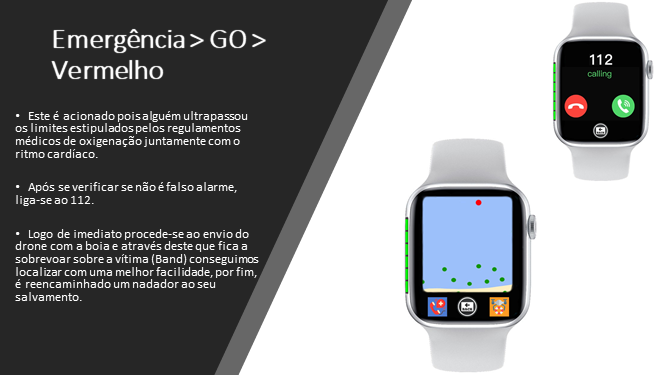 Emergência > GO >
Vermelho
• Este é acionado pois alguém ultrapassou
os limites estipulados pelos regulamentos
médicos de oxigenação juntamente com o
ritmo cardíaco.
• Após se verificar se não é falso alarme,
liga-se ao 112.
• Logo de imediato procede-se ao envio do
drone com a boia e através deste que fica a
sobrevoar sobre a vítima (Band) conseguimos
localizar com uma melhor facilidade, por fim,
é reencaminhado um nadador ao seu
salvamento.
112
calling